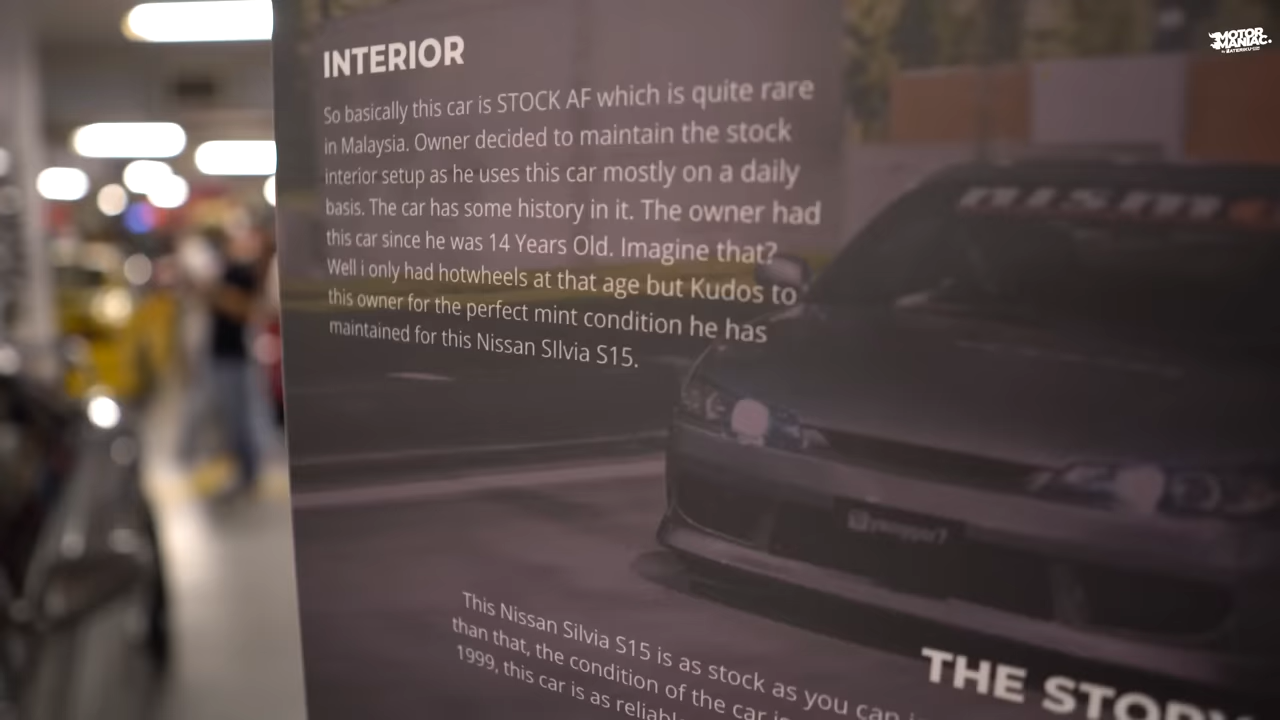 MOTOR
MANIAC.
INTERIOR
So basically this car is STOCK AF which is quite rare
in Malaysia. Owner decided to maintain the stock
interior setup as he uses this car mostly on a daily
basis. The car has some history in it. The owner had
this car since he was 14 Years Old. Imagine that?
Well i only had hotwheels at that age but Kudos to
this owner for the perfect mint condition he has
maintained for this Nissan SIlvia S15.
nismo
This Nissan Silvia S15 is as stock as you can
than that, the condition of the car
1999, this car is as
THE STORY